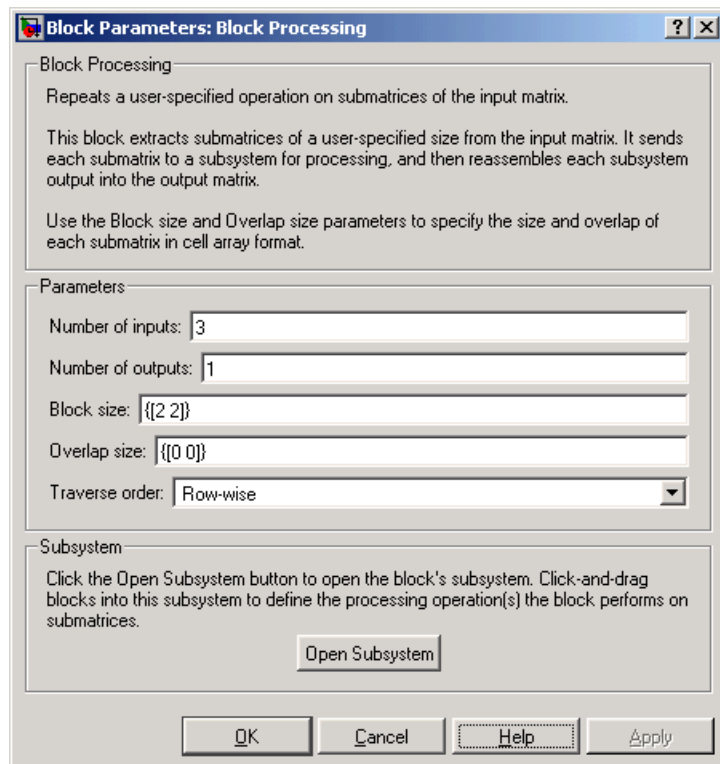 Block Parameters: Block Processing
Block Processing
Repeats a user-specified operation on submatrices of the input matrix.
This block extracts submatrices of a user-specified size from the input matrix. It sends
each submatrix to a subsystem for processing, and then reassembles each subsystem
output into the output matrix.
Use the Block size and Overlap size parameters to specify the size and overlap of
each submatrix in cell array format.
Parameters
Number of inputs: 3
Number of outputs: 1
Block size: {[2 2]}
Overlap size: {[0 0]}
Traverse order: Row-wise
Subsystem
Click the Open Subsystem button to open the block's subsystem. Click-and-drag
blocks into this subsystem to define the processing operation(s) the block performs on
submatrices.
Open Subsystem
OK Cancel Help Apply